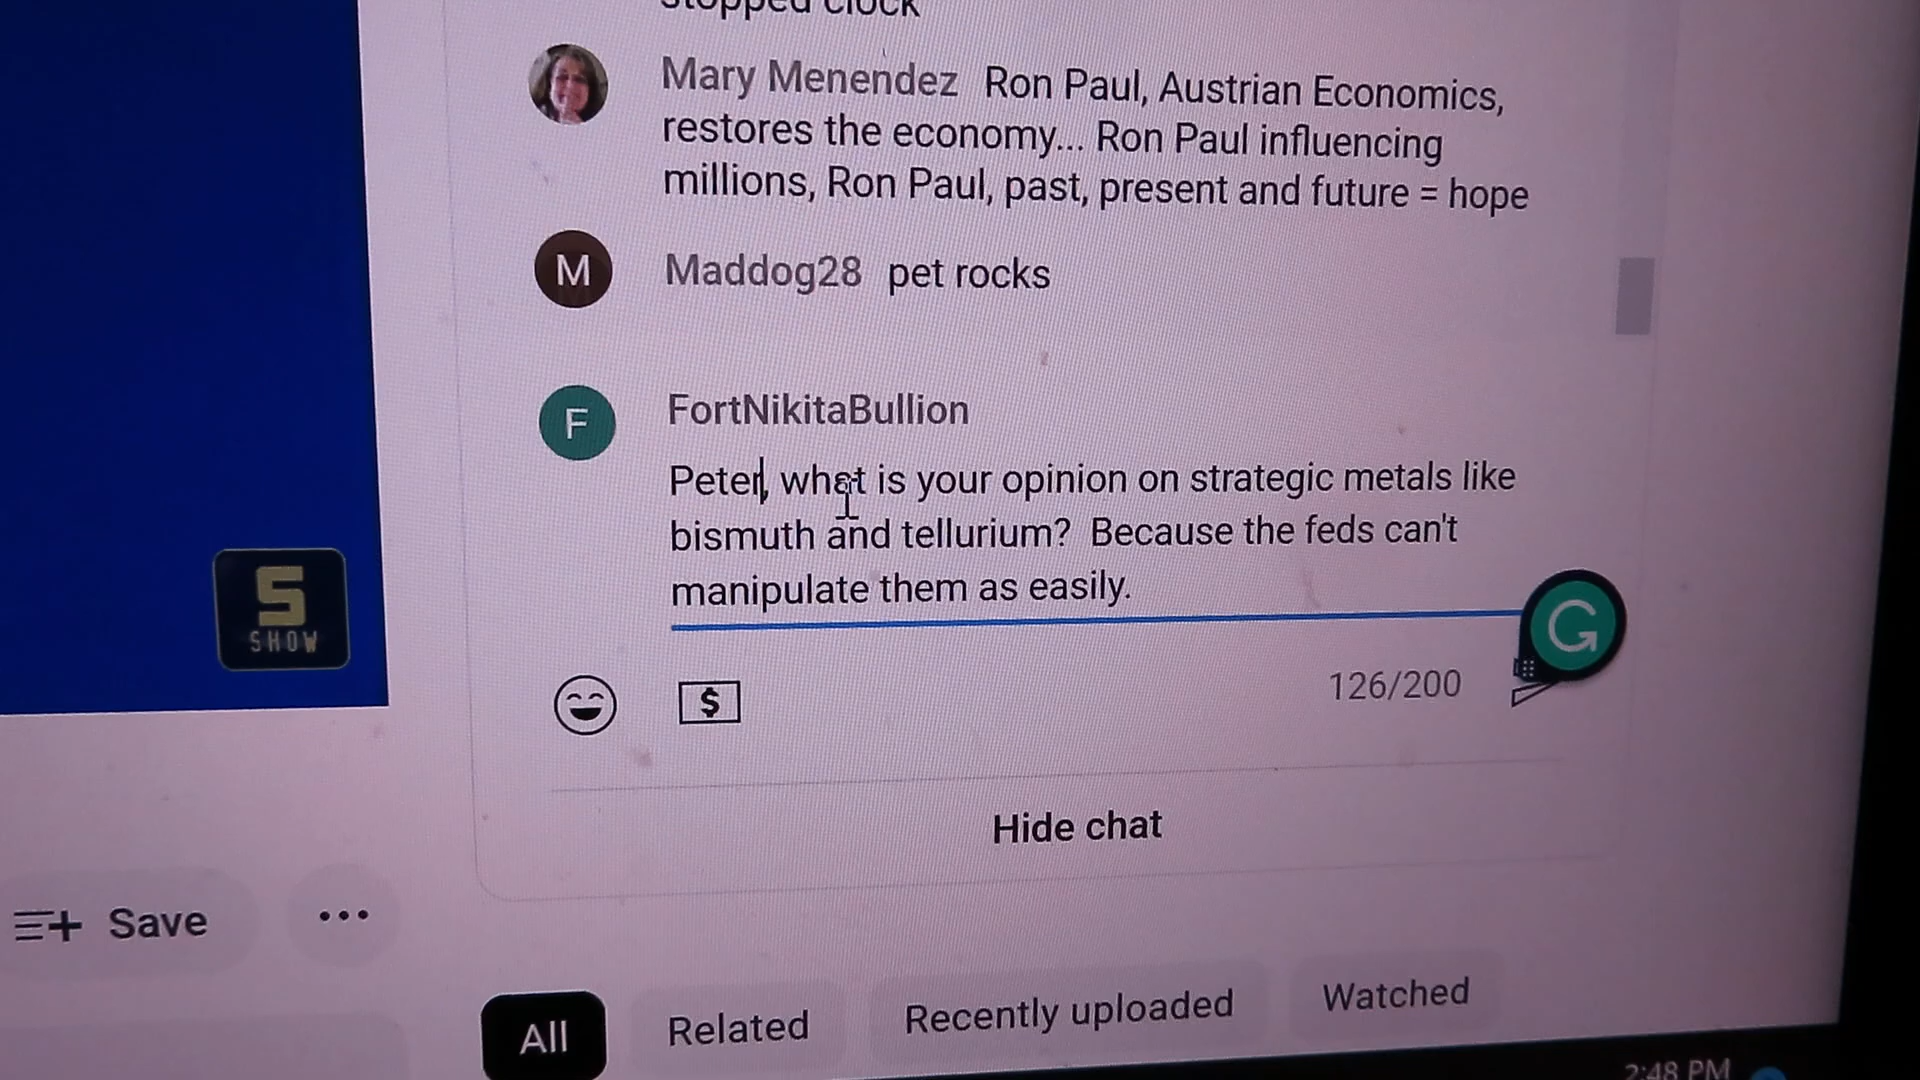 stopped clock
Mary Menendez Ron Paul, Austrian Economics,
restores the economy... Ron Paul influencing
millions, Ron Paul, past, present and future = hope
M Maddog28 pet rocks
F FortNikitaBullion
Peter, what is your opinion on strategic metals like
bismuth and tellurium? Because the feds can't
manipulate them as easily.
S
SHOW
$ 126/200
G
Hide chat
Save
All Related Recently uploaded Watched
2:48 PM